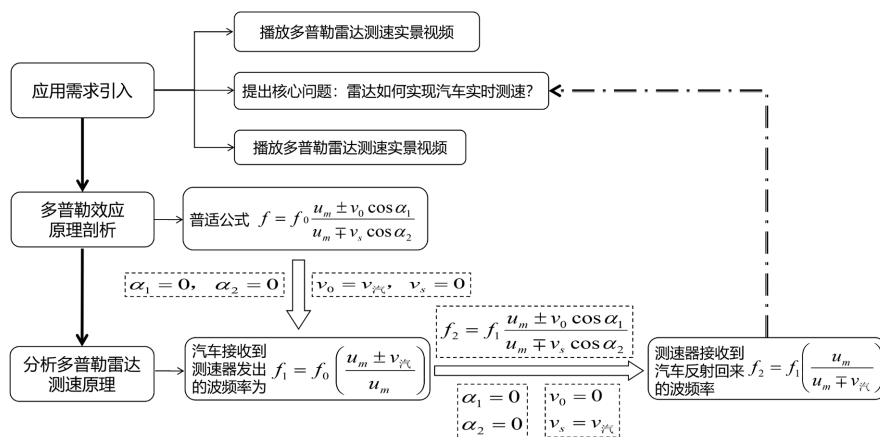 播放多普勒雷达测速实景视频
应用需求引入
提出核心问题：雷达如何实现汽车实时测速？
播放多普勒雷达测速实景视频
多普勒效应
原理剖析
普适公式 f = f₀ (u_m ± v₀ cos α₁) / (u_m ∓ v_s cos α₂)
α₁ = 0， α₂ = 0
v₀ = v_汽， v_s = 0
分析多普勒雷达
测速原理
汽车接收到
测速器发出
的波频率为
f₁ = f₀ ((u_m ± v_汽) / u_m)
f₂ = f₁ (u_m ± v₀ cos α₁) / (u_m ∓ v_s cos α₂)
α₁ = 0
α₂ = 0
v₀ = 0
v_s = v_汽
测速器接收到
汽车反射回来
的波频率
f₂ = f₁ (u_m / (u_m ∓ v_汽))